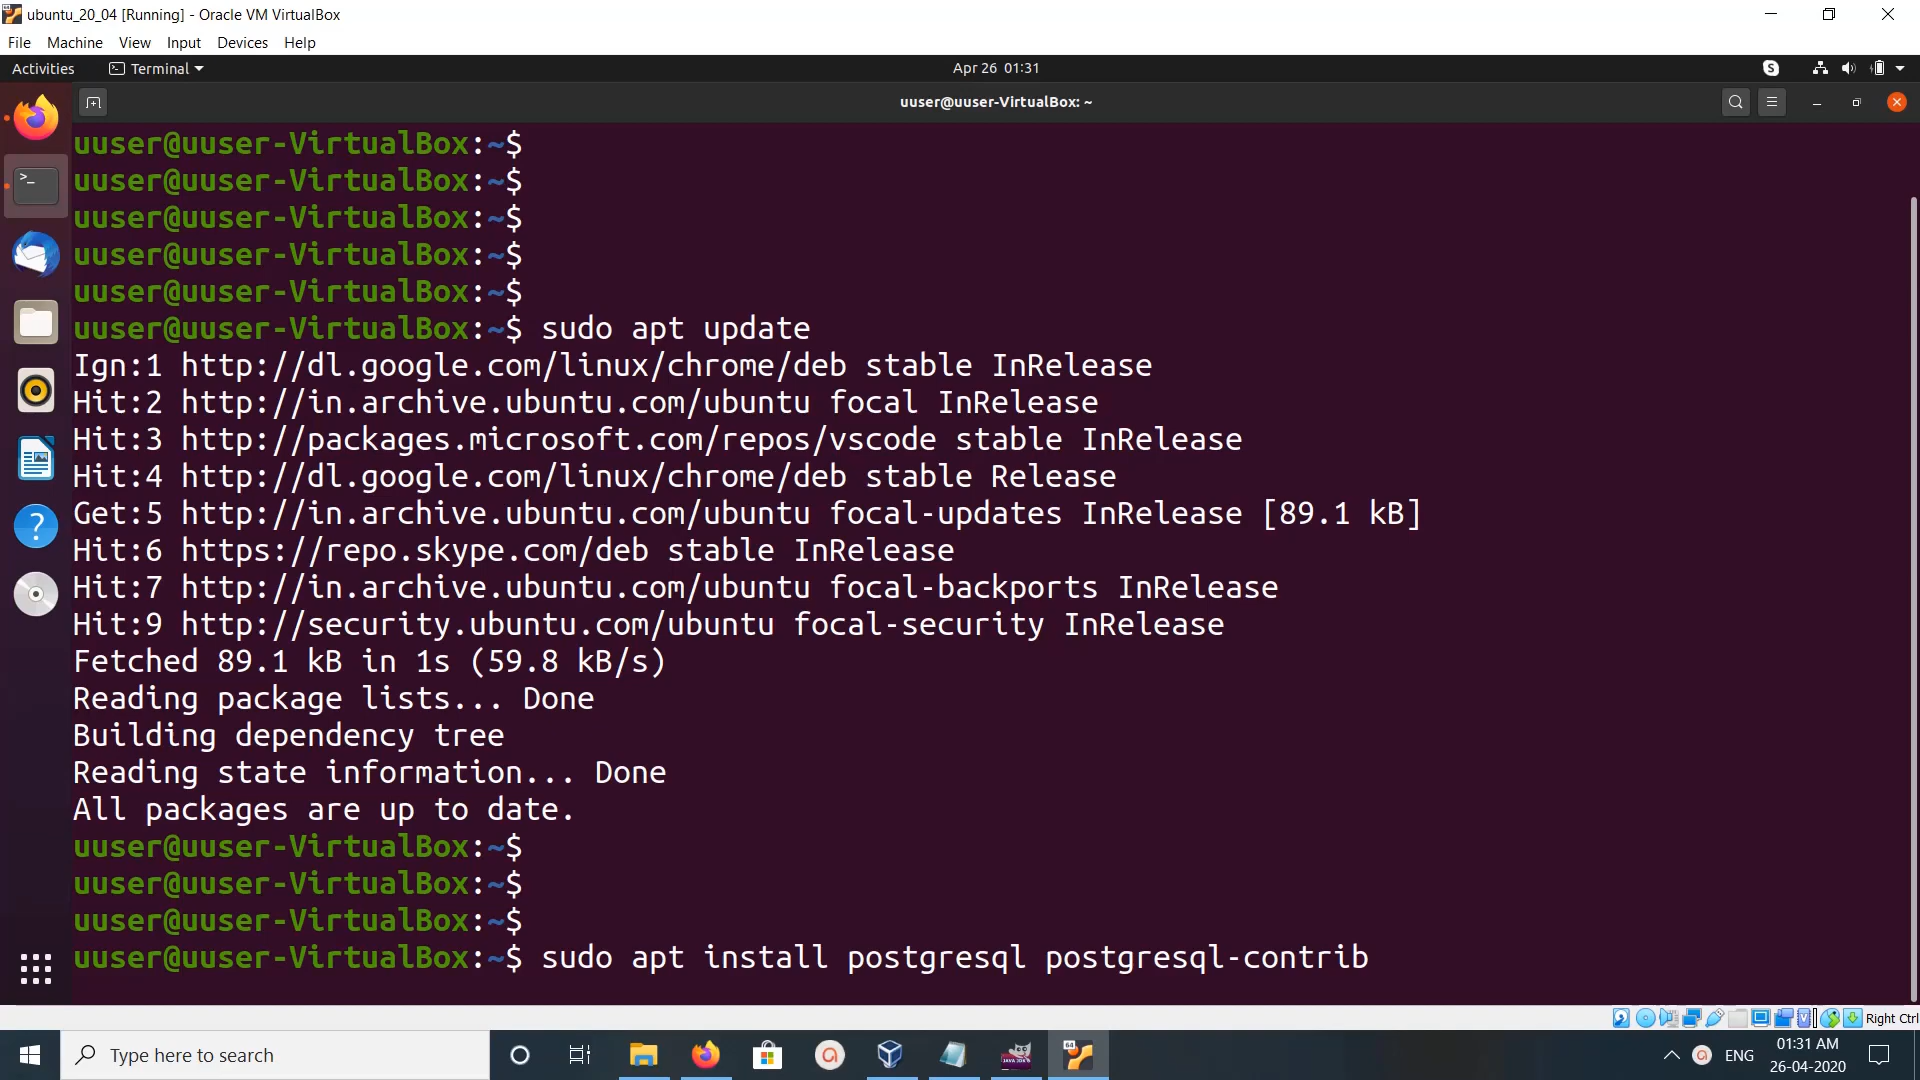 ubuntu_20_04 [Running] - Oracle VM VirtualBox
File Machine View Input Devices Help
Activities Terminal Apr 26 01:31
uuser@uuser-VirtualBox: ~
uuser@uuser-VirtualBox:~$
uuser@uuser-VirtualBox:~$
uuser@uuser-VirtualBox:~$
uuser@uuser-VirtualBox:~$
uuser@uuser-VirtualBox:~$
uuser@uuser-VirtualBox:~$ sudo apt update
Ign:1 http://dl.google.com/linux/chrome/deb stable InRelease
Hit:2 http://in.archive.ubuntu.com/ubuntu focal InRelease
Hit:3 http://packages.microsoft.com/repos/vscode stable InRelease
Hit:4 http://dl.google.com/linux/chrome/deb stable Release
Get:5 http://in.archive.ubuntu.com/ubuntu focal-updates InRelease [89.1 kB]
Hit:6 https://repo.skype.com/deb stable InRelease
Hit:7 http://in.archive.ubuntu.com/ubuntu focal-backports InRelease
Hit:9 http://security.ubuntu.com/ubuntu focal-security InRelease
Fetched 89.1 kB in 1s (59.8 kB/s)
Reading package lists... Done
Building dependency tree
Reading state information... Done
All packages are up to date.
uuser@uuser-VirtualBox:~$
uuser@uuser-VirtualBox:~$
uuser@uuser-VirtualBox:~$
uuser@uuser-VirtualBox:~$ sudo apt install postgresql postgresql-contrib
Right Ctrl
Type here to search
ENG
01:31 AM
26-04-2020